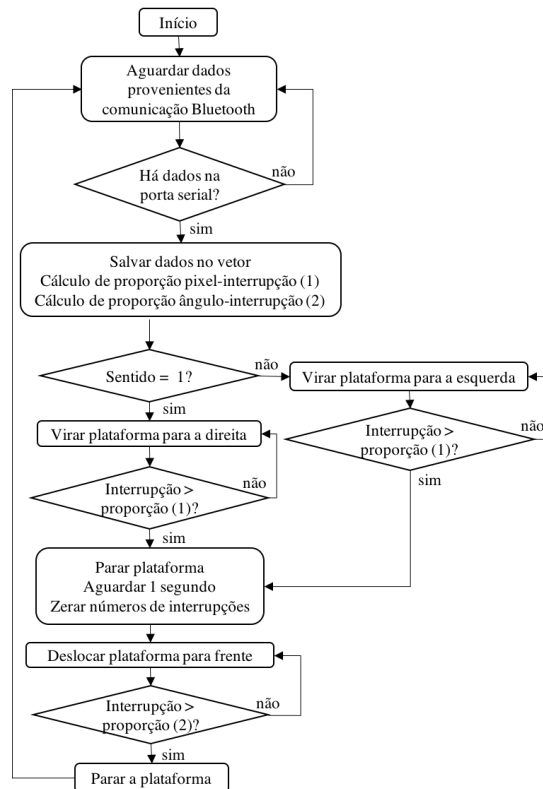 Início
Aguardar dados
provenientes da
comunicação Bluetooth
Há dados na
porta serial?
não
sim
Salvar dados no vetor
Cálculo de proporção pixel-interrupção (1)
Cálculo de proporção ângulo-interrupção (2)
Sentido = 1?
não
sim
Virar plataforma para a esquerda
Interrupção >
proporção (1)?
não
sim
Virar plataforma para a direita
Interrupção >
proporção (1)?
não
sim
Parar plataforma
Aguardar 1 segundo
Zerar números de interrupções
Deslocar plataforma para frente
Interrupção >
proporção (2)?
não
sim
Parar a plataforma